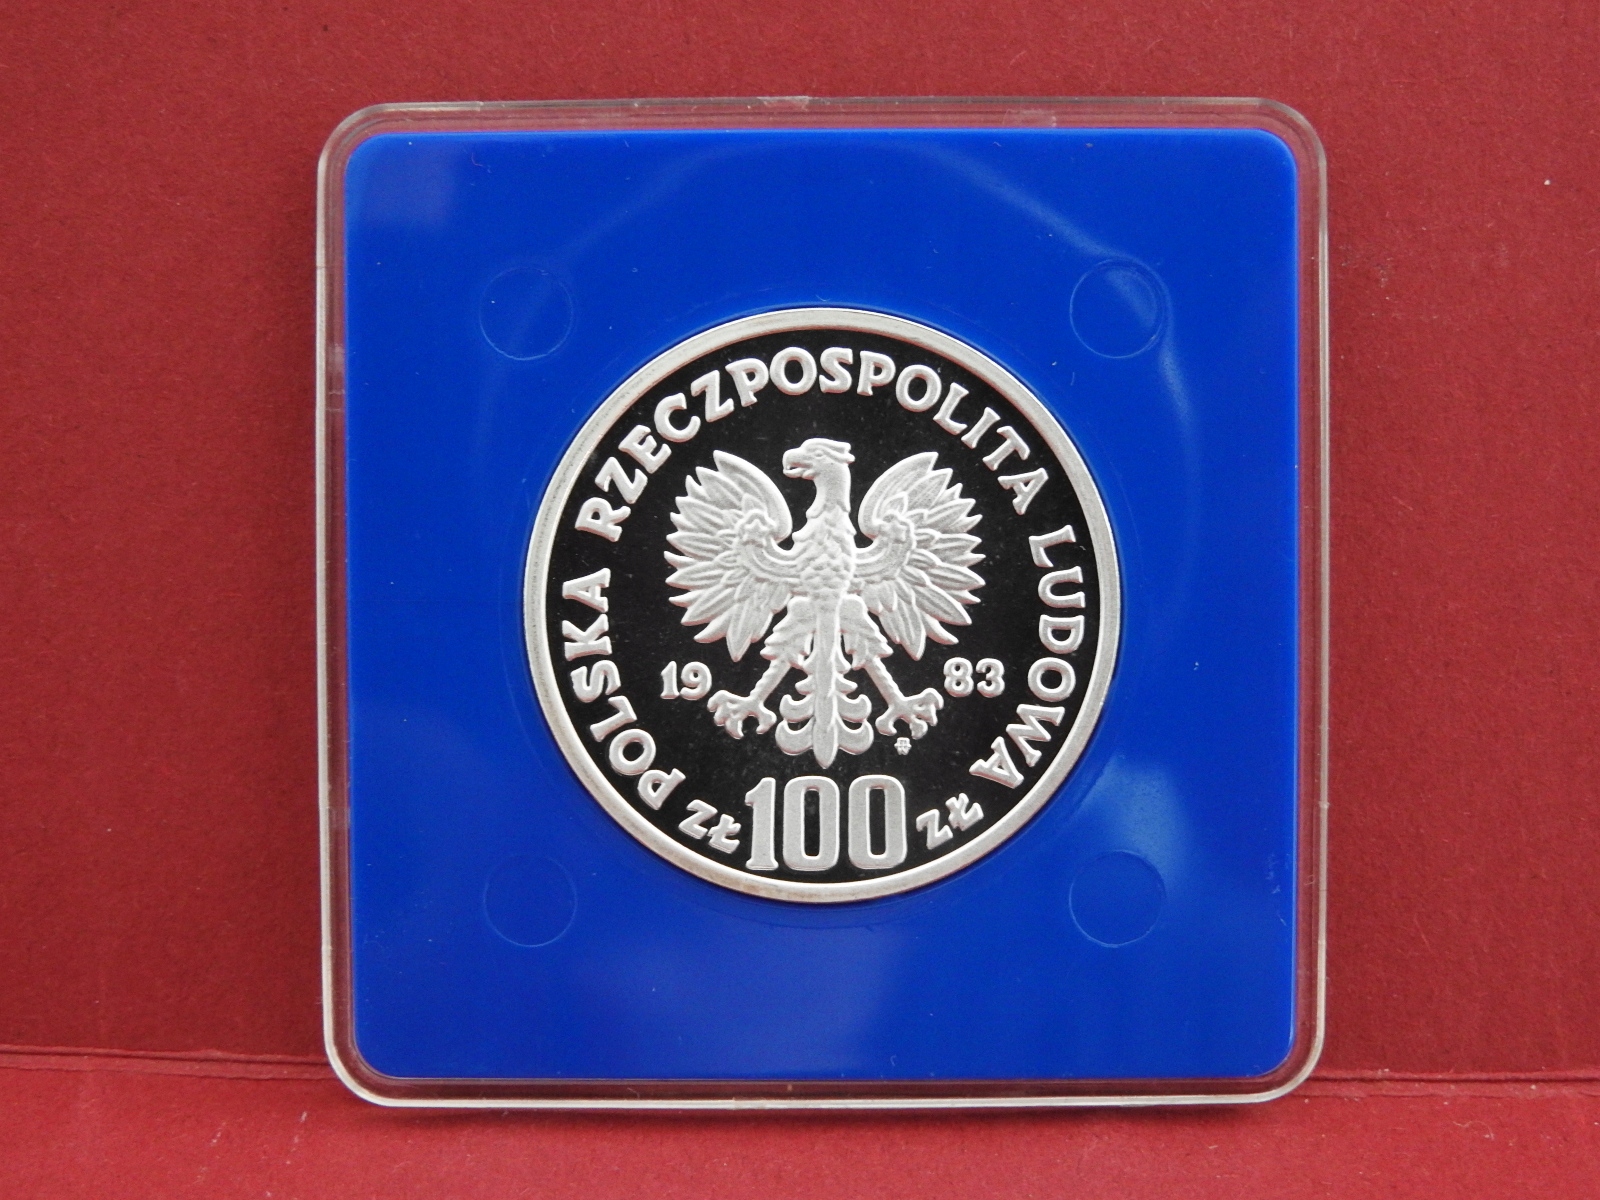 POLSKA RZECZPOSPOLITA LUDOWA
19 83
ZŁ 100 ZŁ